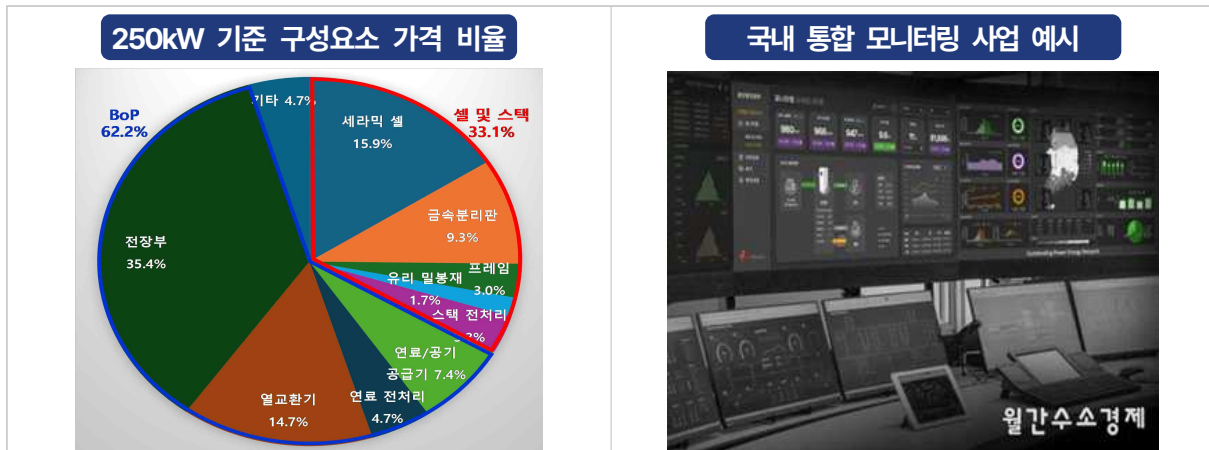 250kW 기준 구성요소 가격 비율
국내 통합 모니터링 사업 예시
BoP
62.2%
기타 4.7%
세라믹 셀
15.9%
셀 및 스택
33.1%
금속분리판
9.3%
프레임
3.0%
유리 밀봉재
1.7%
스택 전처리
연료/공기
공급기 7.4%
연료 전처리
4.7%
열교환기
14.7%
전장부
35.4%
월간수소경제